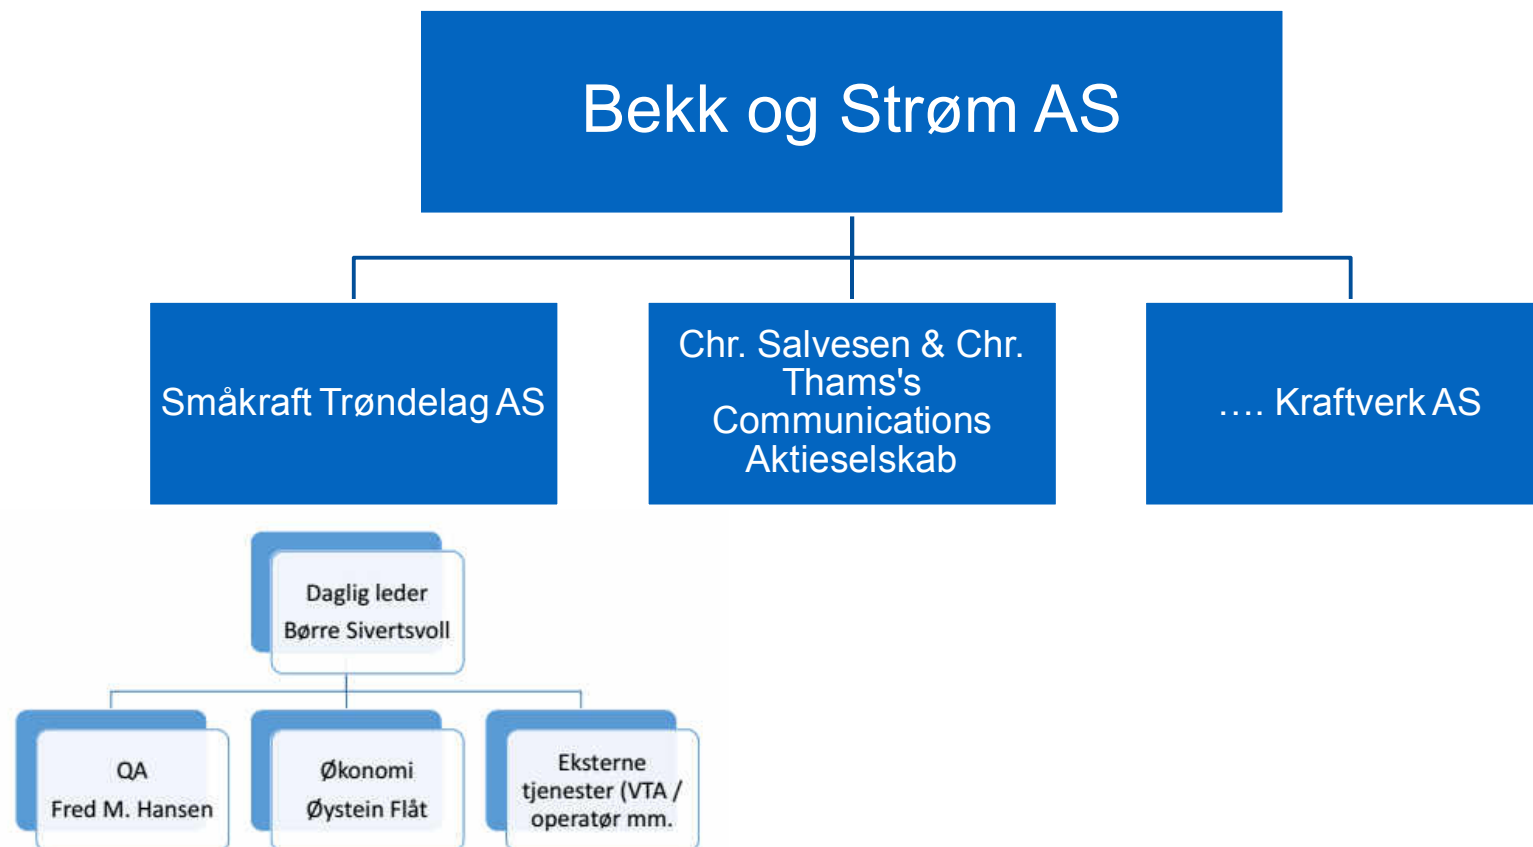 Bekk og Strøm AS
Småkraft Trøndelag AS
Chr. Salvesen & Chr.
Thams's
Communications
Aktieselskab
.... Kraftverk AS
Daglig leder
Børre Sivertsvoll
QA
Fred M. Hansen
Økonomi
Øystein Flåt
Eksterne
tjenester (VTA /
operatør mm.